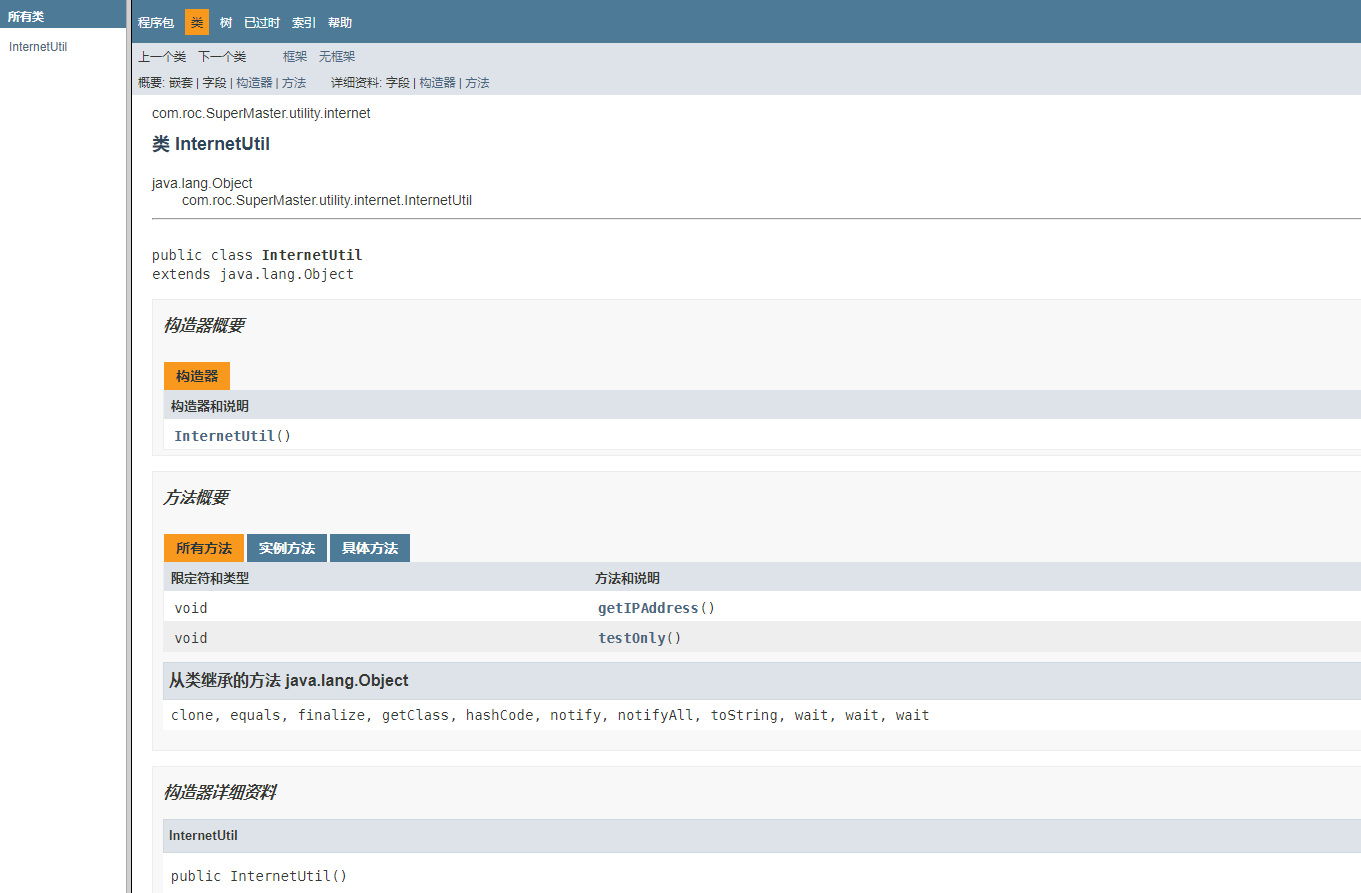 所有类
InternetUtil
程序包 类 树 已过时 索引 帮助
上一个类 下一个类 框架 无框架
概要: 嵌套 | 字段 | 构造器 | 方法 详细资料: 字段 | 构造器 | 方法
com.roc.SuperMaster.utility.internet
类 InternetUtil
java.lang.Object
com.roc.SuperMaster.utility.internet.InternetUtil
public class InternetUtil
extends java.lang.Object
构造器概要
构造器
构造器和说明
InternetUtil()
方法概要
所有方法 实例方法 具体方法
限定符和类型 方法和说明
void getIPAddress()
void testOnly()
从类继承的方法 java.lang.Object
clone, equals, finalize, getClass, hashCode, notify, notifyAll, toString, wait, wait, wait
构造器详细资料
InternetUtil
public InternetUtil()